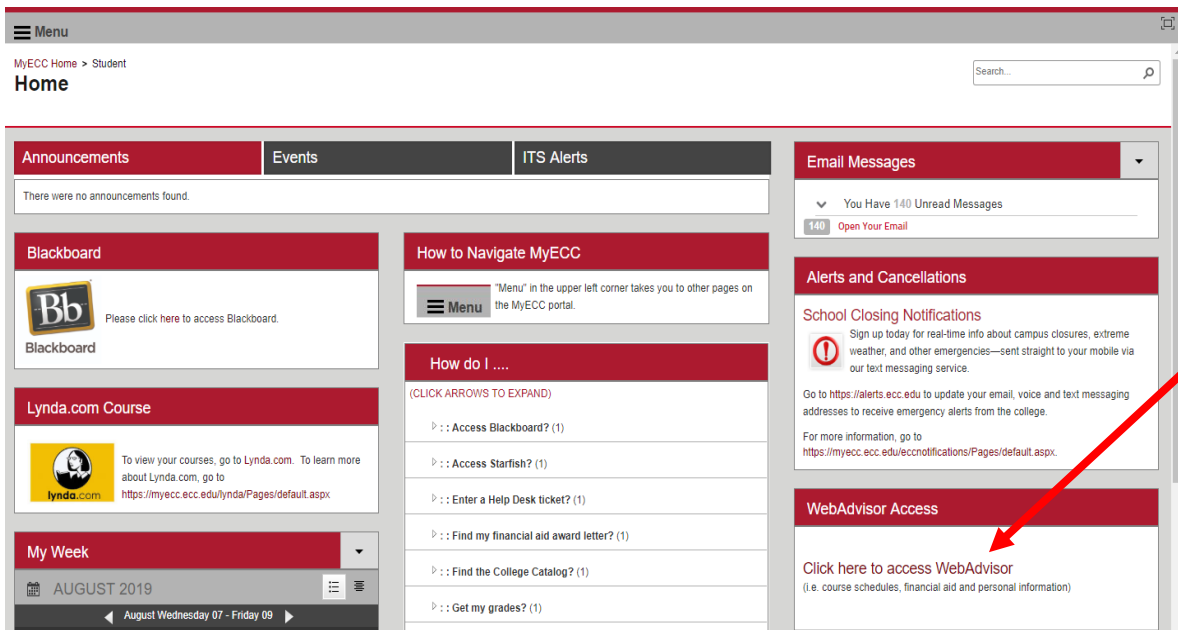 Menu
MyECC Home > Student
Home
Search...
Announcements
Events
ITS Alerts
There were no announcements found.
Blackboard
Bb
Blackboard
Please click here to access Blackboard.
Lynda.com Course
lynda.com
To view your courses, go to Lynda.com. To learn more
about Lynda.com, go to
https://myecc.ecc.edu/lynda/Pages/default.aspx
My Week
AUGUST 2019
August Wednesday 07 - Friday 09
How to Navigate MyECC
Menu
"Menu" in the upper left corner takes you to other pages on
the MyECC portal.
How do I ....
(CLICK ARROWS TO EXPAND)
: : Access Blackboard? (1)
: : Access Starfish? (1)
: : Enter a Help Desk ticket? (1)
: : Find my financial aid award letter? (1)
: : Find the College Catalog? (1)
: : Get my grades? (1)
Email Messages
You Have 140 Unread Messages
140 Open Your Email
Alerts and Cancellations
School Closing Notifications
Sign up today for real-time info about campus closures, extreme
weather, and other emergencies—sent straight to your mobile via
our text messaging service.
Go to https://alerts.ecc.edu to update your email, voice and text messaging
addresses to receive emergency alerts from the college.
For more information, go to
https://myecc.ecc.edu/eccnotifications/Pages/default.aspx.
WebAdvisor Access
Click here to access WebAdvisor
(i.e. course schedules, financial aid and personal information)